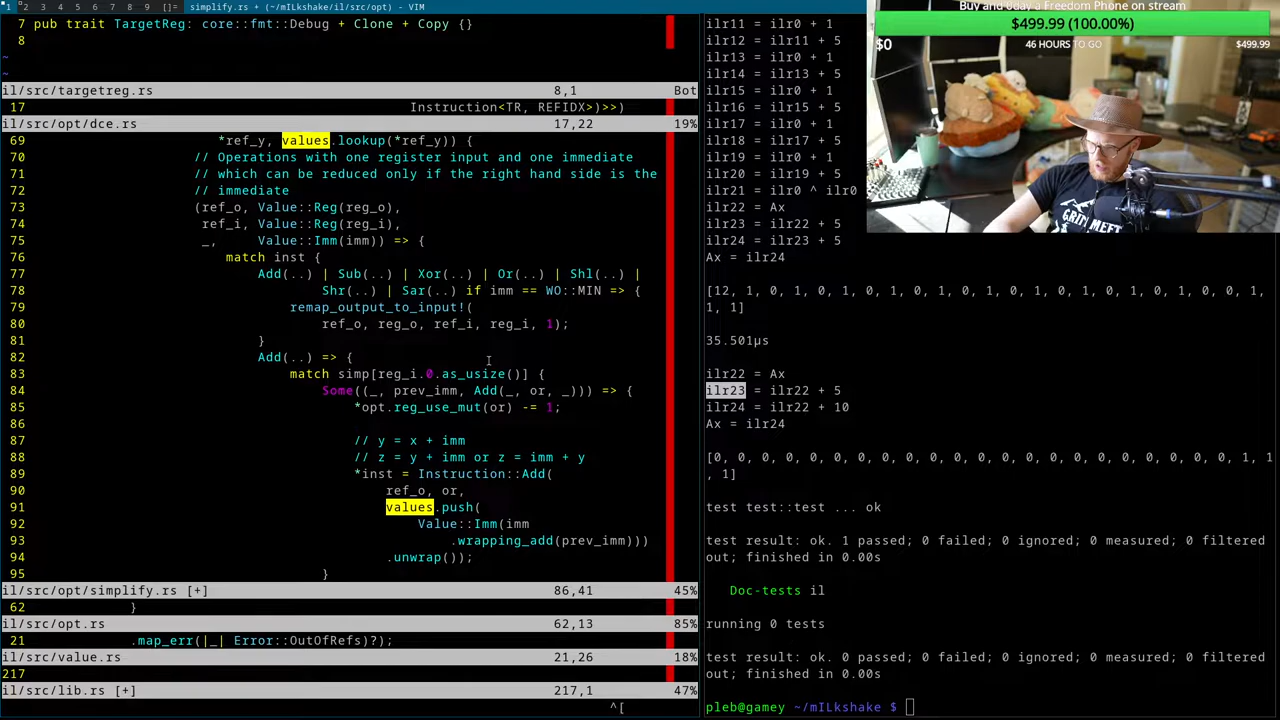 1 2 3 4 5 6 7 8 9 []= simplify.rs + (~/mILkshake/il/src/opt) - VIM
7 pub trait TargetReg: core::fmt::Debug + Clone + Copy {}
8
~
~
il/src/targetreg.rs 8,1 Bot
17 Instruction<TR, REFIDX>)>>)
il/src/opt/dce.rs 17,22 19%
69 *ref_y, values.lookup(*ref_y)) {
70 // Operations with one register input and one immediate
71 // which can be reduced only if the right hand side is the
72 // immediate
73 (ref_o, Value::Reg(reg_o),
74 ref_i, Value::Reg(reg_i),
75 _, Value::Imm(imm)) => {
76 match inst {
77 Add(..) | Sub(..) | Xor(..) | Or(..) | Shl(..) |
78 Shr(..) | Sar(..) if imm == WO::MIN => {
79 remap_output_to_input!(
80 ref_o, reg_o, ref_i, reg_i, 1);
81 }
82 Add(..) => {
83 match simp[reg_i.0.as_usize()] {
84 Some((_, prev_imm, Add(_, or, _))) => {
85 *opt.reg_use_mut(or) -= 1;
86
87 // y = x + imm
88 // z = y + imm or z = imm + y
89 *inst = Instruction::Add(
90 ref_o, or,
91 values.push(
92 Value::Imm(imm
93 .wrapping_add(prev_imm)))
94 .unwrap());
95 }
il/src/opt/simplify.rs [+] 86,41 45%
62 }
il/src/opt.rs 62,13 85%
21 .map_err(|_| Error::OutOfRefs)?);
il/src/value.rs 21,26 18%
217
il/src/lib.rs [+] 217,1 47%
^[
ilr11 = ilr0 + 1
ilr12 = ilr11 + 5
ilr13 = ilr0 + 1
ilr14 = ilr13 + 5
ilr15 = ilr0 + 1
ilr16 = ilr15 + 5
ilr17 = ilr0 + 1
ilr18 = ilr17 + 5
ilr19 = ilr0 + 1
ilr20 = ilr19 + 5
ilr21 = ilr0 ^ ilr0
ilr22 = Ax
ilr23 = ilr22 + 5
ilr24 = ilr23 + 5
Ax = ilr24
[12, 1, 0, 1, 0, 1, 0, 1, 0, 1, 0, 1, 0, 1, 0, 1, 0, 1, 0, 1, 0, 0, 1,
1, 1]
35.501µs
ilr22 = Ax
ilr23 = ilr22 + 5
ilr24 = ilr22 + 10
Ax = ilr24
[0, 0, 0, 0, 0, 0, 0, 0, 0, 0, 0, 0, 0, 0, 0, 0, 0, 0, 0, 0, 0, 0, 1, 1
, 1]
test test::test ... ok
test result: ok. 1 passed; 0 failed; 0 ignored; 0 measured; 0 filtered
out; finished in 0.00s
Doc-tests il
running 0 tests
test result: ok. 0 passed; 0 failed; 0 ignored; 0 measured; 0 filtered
out; finished in 0.00s
pleb@gamey ~/mILkshake $
Buy and 0day a Freedom Phone on stream
$499.99 (100.00%)
$0 46 HOURS TO GO $499.99